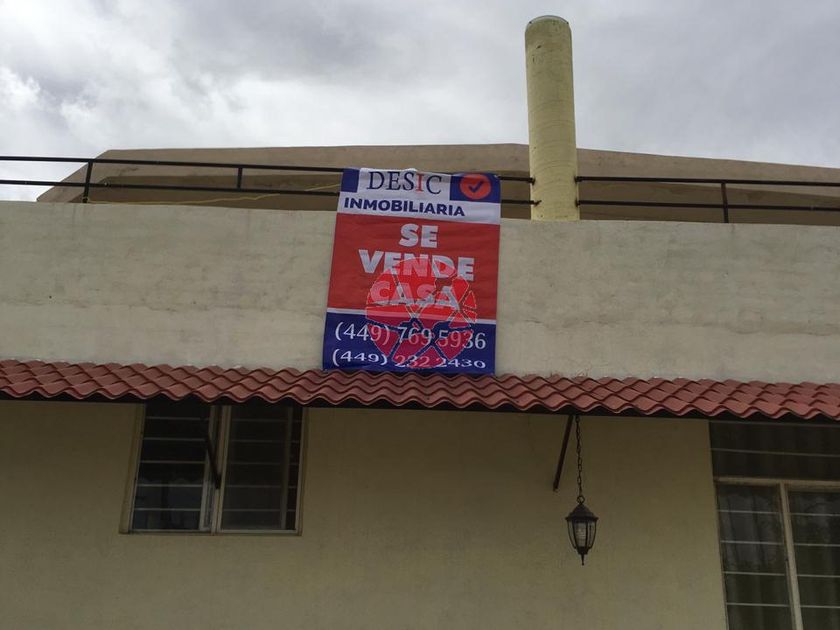 DESIC
INMOBILIARIA
SE
VENDE
CASA
(449) 769 5936
(449) 232 2430